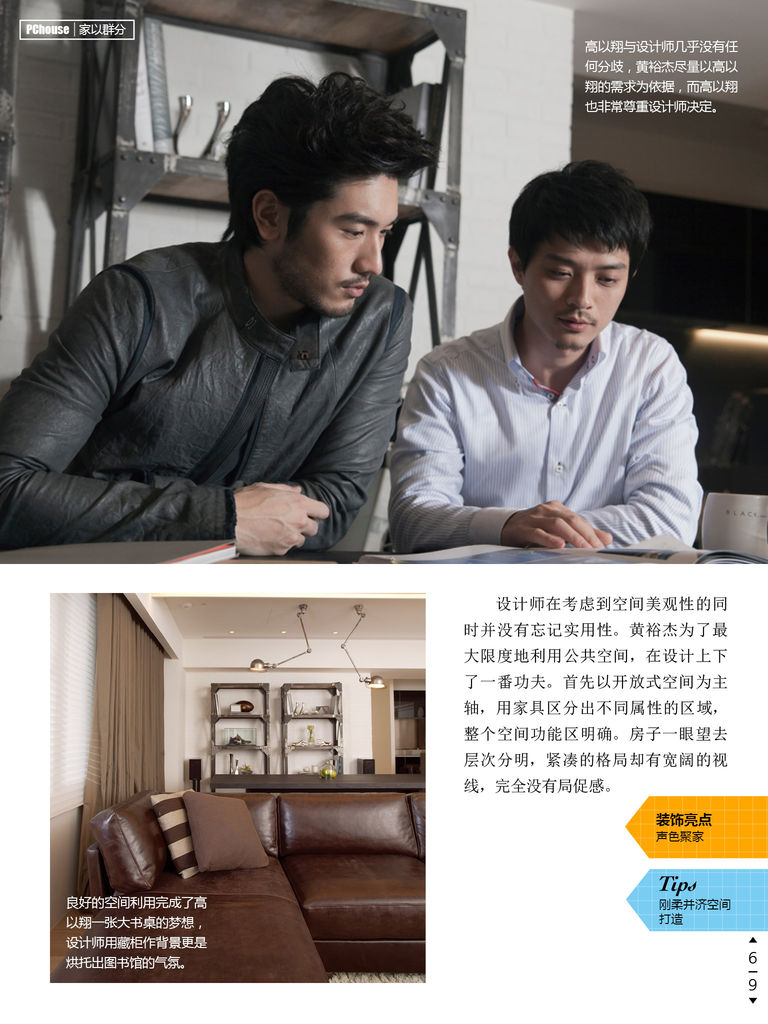 PChouse 家以群分
高以翔与设计师几乎没有任
何分歧，黄裕杰尽量以高以
翔的需求为依据，而高以翔
也非常尊重设计师决定。
BLACK
设计师在考虑到空间美观性的同
时并没有忘记实用性。黄裕杰为了最
大限度地利用公共空间，在设计上下
了一番功夫。首先以开放式空间为主
轴，用家具区分出不同属性的区域，
整个空间功能区明确。房子一眼望去
层次分明，紧凑的格局却有宽阔的视
线，完全没有局促感。
良好的空间利用完成了高
以翔一张大书桌的梦想，
设计师用藏柜作背景更是
烘托出图书馆的气氛。
装饰亮点
声色聚家
Tips
刚柔并济空间
打造
6
9